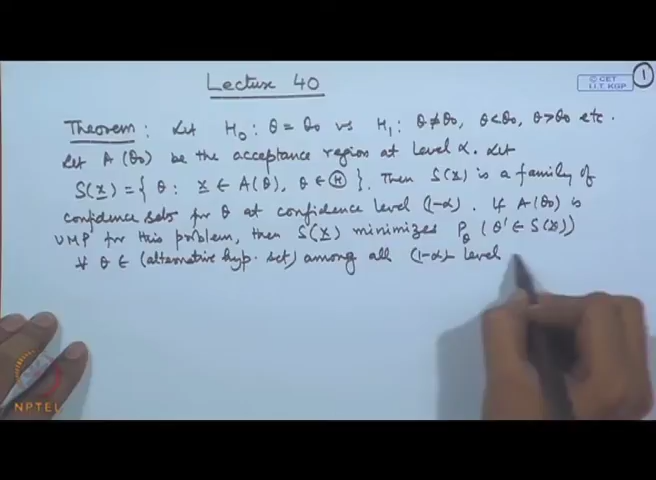 Lecture 40
© CET
I.I.T. KGP
1
Theorem : Let H₀ : θ = θ₀ vs H₁ : θ ≠ θ₀, θ < θ₀, θ > θ₀ etc.
Let A (θ₀) be the acceptance region at level α. Let
S(x) = { θ : x ∈ A(θ), θ ∈ Ⓗ }. Then S(x) is a family of
confidence sets for θ at confidence level (1-α). If A(θ₀) is
UMP for this problem, then S(x) minimizes P_θ (θ' ∈ S(x))
∀ θ ∈ (alternative hyp. set) among all (1-α) level
NPTEL